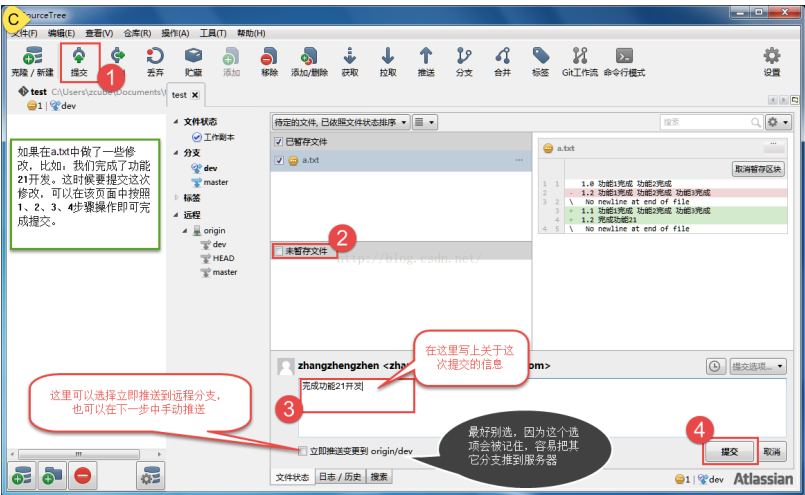 C
SourceTree
文件(F) 编辑(E) 查看(V) 仓库(R) 操作(A) 工具(T) 帮助(H)
克隆 / 新建 提交 丢弃 贮藏 添加 移除 添加/删除 获取 拉取 推送 分支 合并 标签 Git工作流 命令行模式 设置
1
test C:\Users\zcube\Documents\t
1 dev
test
如果在a.txt中做了一些修
改，比如：我们完成了功能
21开发。这时候要提交这次
修改，可以在该页面中按照
1、2、3、4步骤操作即可完
成提交。
文件状态
工作副本
分支
dev
master
标签
远程
origin
dev
HEAD
master
待定的文件, 已依照文件状态排序
搜索
已暂存文件
a.txt
2
未暂存文件
http://blog.csdn.net/
a.txt
取消暂存区块
1 1 1.0 功能1完成 功能2完成
2 - 1.2 功能1完成 功能2完成 功能3完成
3 2 \ No newline at end of file
3 + 1.1 功能1完成 功能2完成 功能3完成
4 + 1.2 完成功能21
4 5 \ No newline at end of file
zhangzhengzhen <zha
om>
提交选项...
在这里写上关于这
次提交的信息
完成功能21开发
3
这里可以选择立即推送到远程分支，
也可以在下一步中手动推送
立即推送变更到 origin/dev
最好别选，因为这个选
项会被记住，容易把其
它分支推到服务器
4
提交 取消
文件状态 日志 / 历史 搜索
1 dev Atlassian